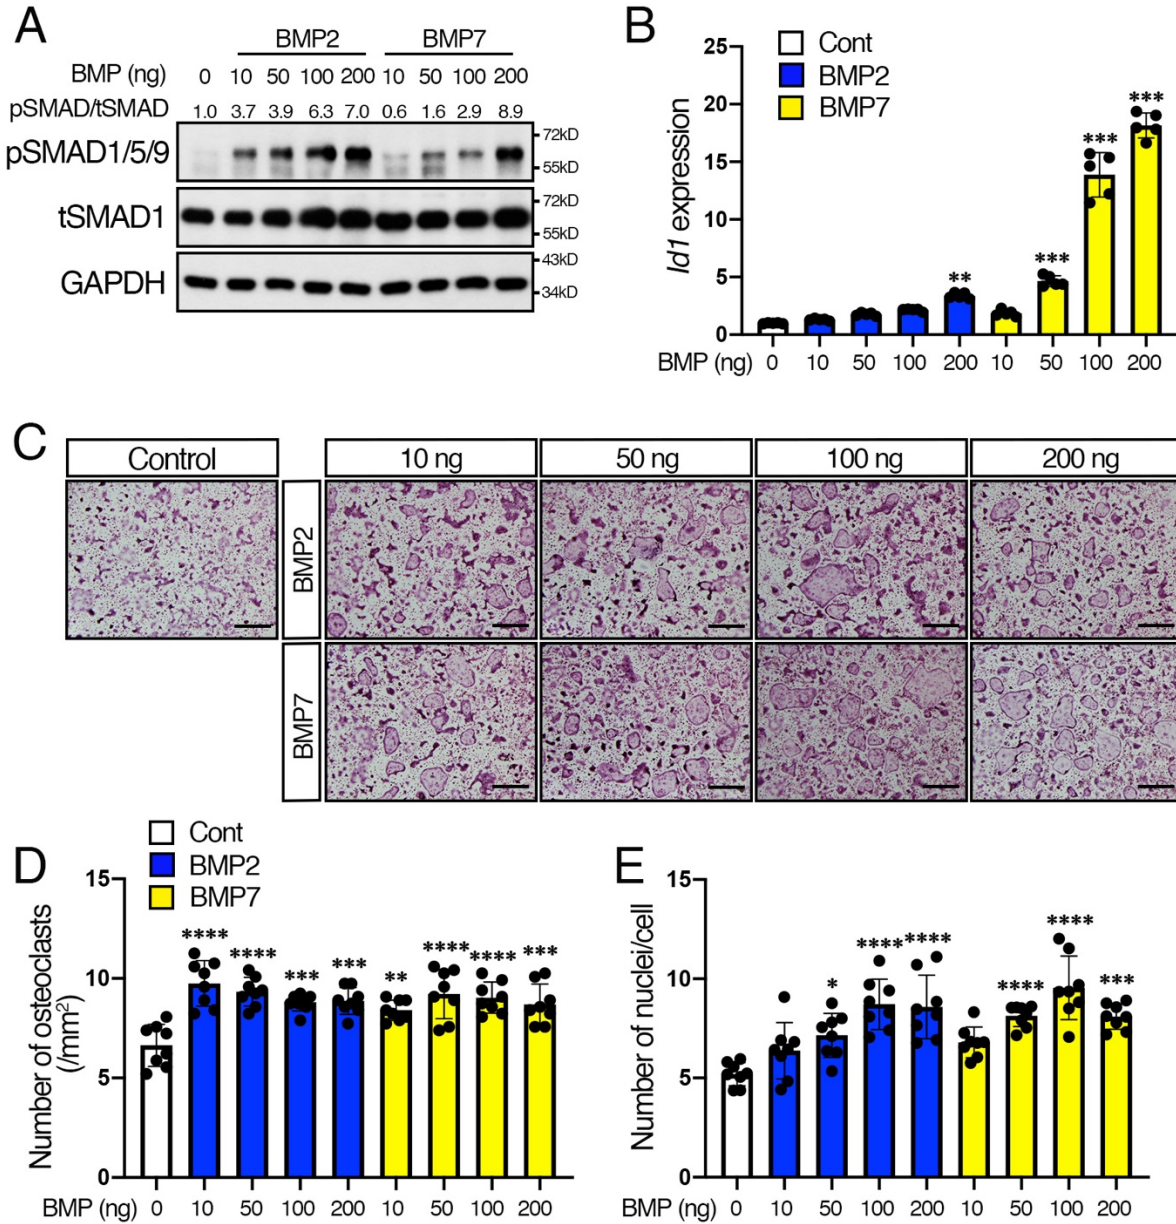 A
BMP2 BMP7
BMP (ng) 0 10 50 100 200 10 50 100 200
pSMAD/tSMAD 1.0 3.7 3.9 6.3 7.0 0.6 1.6 2.9 8.9
pSMAD1/5/9
72kD
55kD
tSMAD1
72kD
55kD
GAPDH
43kD
34kD
B
Cont
BMP2
BMP7
Id1 expression
25
20
15
10
5
0
** *** *** ***
BMP (ng) 0 10 50 100 200 10 50 100 200
C
Control 10 ng 50 ng 100 ng 200 ng
BMP2
BMP7
Cont
BMP2
BMP7
D
Number of osteoclasts
(/mm²)
15
10
5
0
**** **** *** *** ** **** **** ***
BMP (ng) 0 10 50 100 200 10 50 100 200
E
Number of nuclei/cell
15
10
5
0
* **** **** **** **** ***
BMP (ng) 0 10 50 100 200 10 50 100 200